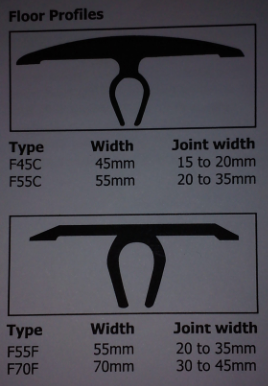 Floor Profiles
Type Width Joint width
F45C 45mm 15 to 20mm
F55C 55mm 20 to 35mm
Type Width Joint width
F55F 55mm 20 to 35mm
F70F 70mm 30 to 45mm